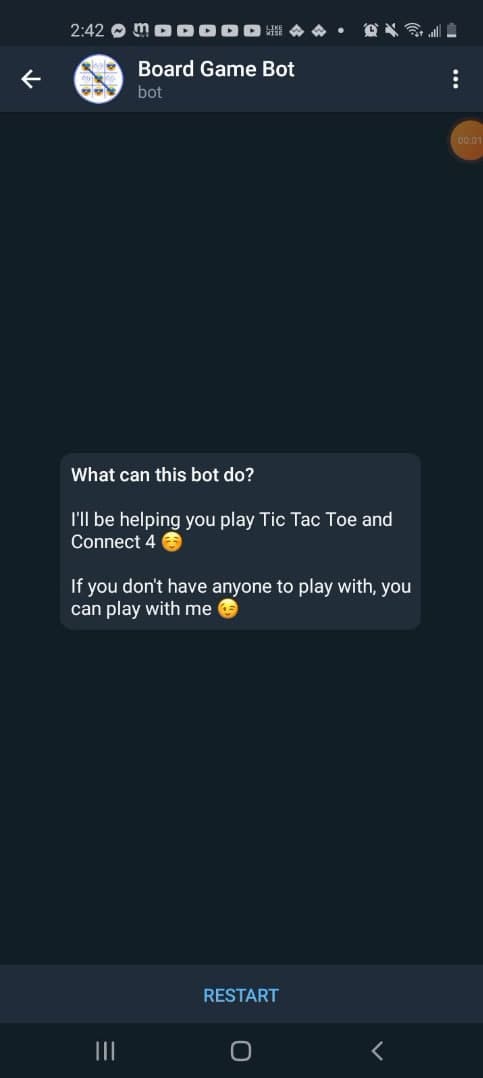 2:42
LIKE
WISE
Board Game Bot
bot
00:01
What can this bot do?
I'll be helping you play Tic Tac Toe and
Connect 4 ☺️
If you don't have anyone to play with, you
can play with me 😉
RESTART